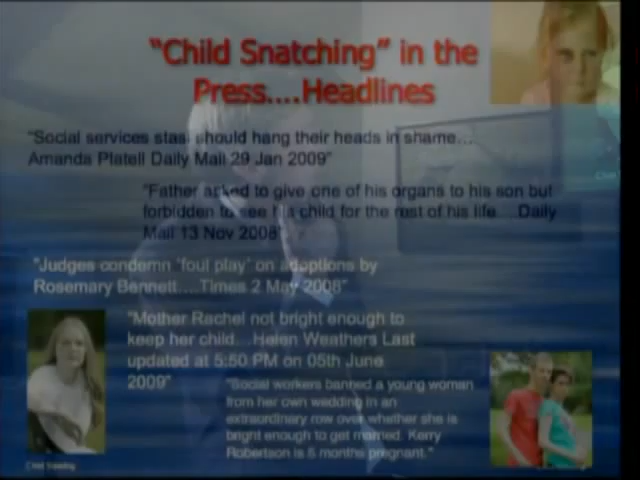 "Child Snatching" in the
Press....Headlines
"Social services stasi should hang their heads in shame...
Amanda Platell Daily Mail 29 Jan 2009"
"Father asked to give one of his organs to his son but
forbidden to see his child for the rest of his life....Daily
Mail 13 Nov 2008"
"Judges condemn 'foul play' on adoptions by
Rosemary Bennett....Times 2 May 2008"
"Mother Rachel not bright enough to
keep her child...Helen Weathers Last
updated at 5:50 PM on 05th June
2009"
"Social workers banned a young woman
from her own wedding in an
extraordinary row over whether she is
bright enough to get married. Kerry
Robertson is 5 months pregnant."